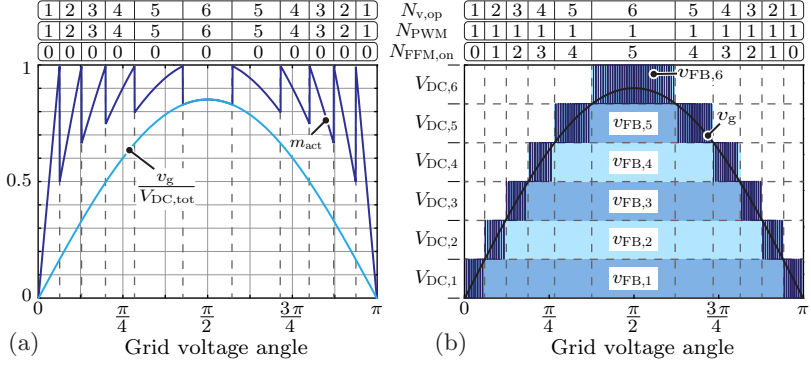 1 2 3 4 5 6 5 4 3 2 1 N_v,op 1 2 3 4 5 6 5 4 3 2 1
1 2 3 4 5 6 5 4 3 2 1 N_PWM 1 1 1 1 1 1 1 1 1 1 1
0 0 0 0 0 0 0 0 0 0 0 N_FFM,on 0 1 2 3 4 5 4 3 2 1 0
1
0.5
0
m_act
v_g
V_DC,tot
0 π/4 π/2 3π/4 π
(a) Grid voltage angle
V_DC,6
V_DC,5
V_DC,4
V_DC,3
V_DC,2
V_DC,1
v_FB,6
v_g
v_FB,5
v_FB,4
v_FB,3
v_FB,2
v_FB,1
0 π/4 π/2 3π/4 π
(b) Grid voltage angle